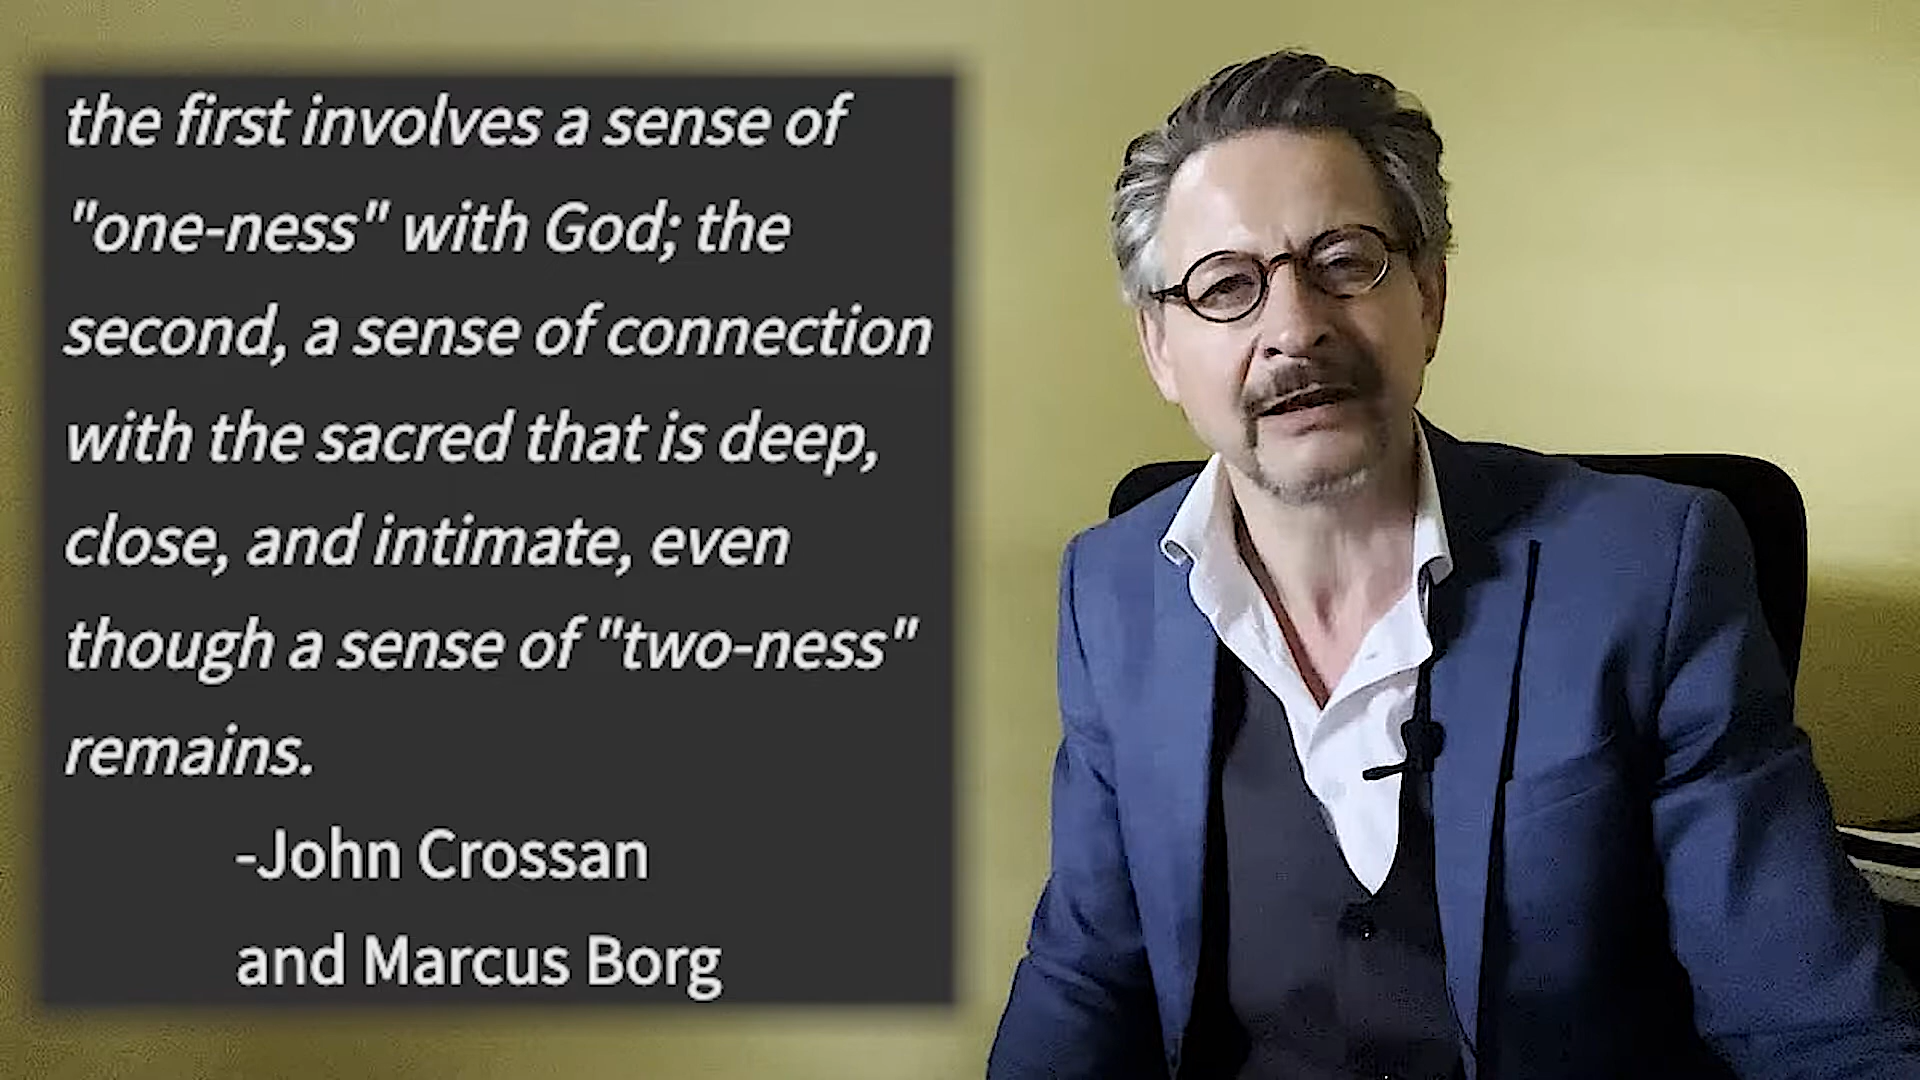 the first involves a sense of
"one-ness" with God; the
second, a sense of connection
with the sacred that is deep,
close, and intimate, even
though a sense of "two-ness"
remains.
-John Crossan
and Marcus Borg